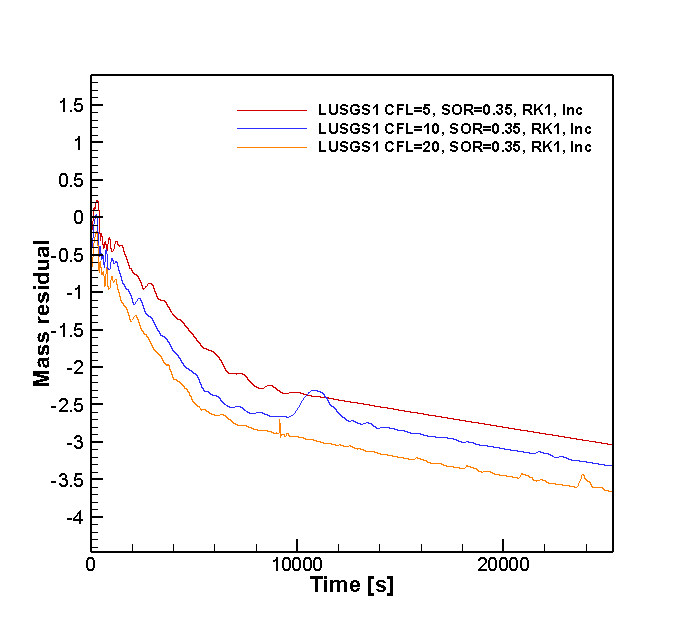 1.5
1
0.5
0
-0.5
-1
-1.5
-2
-2.5
-3
-3.5
-4
Mass residual
LUSGS1 CFL=5, SOR=0.35, RK1, Inc
LUSGS1 CFL=10, SOR=0.35, RK1, Inc
LUSGS1 CFL=20, SOR=0.35, RK1, Inc
0 10000 20000
Time [s]